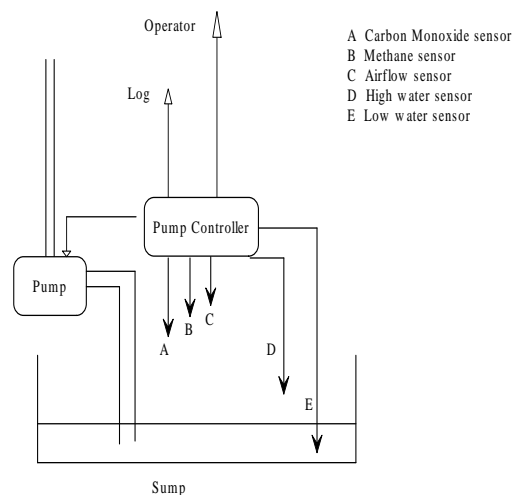 Operator
A Carbon Monoxide sensor
B Methane sensor
C Airflow sensor
D High water sensor
E Low water sensor
Log
Pump Controller
Pump
A
B
C
D
E
Sump